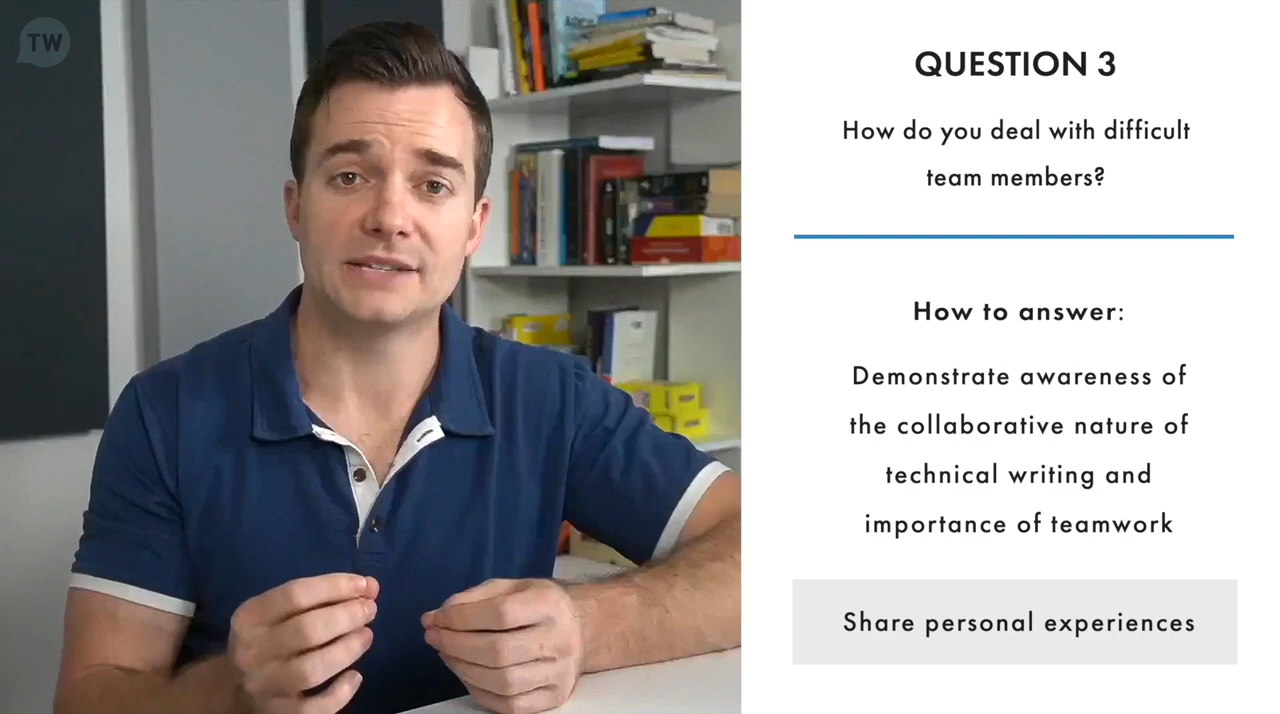 TW
QUESTION 3
How do you deal with difficult
team members?
How to answer:
Demonstrate awareness of
the collaborative nature of
technical writing and
importance of teamwork
Share personal experiences